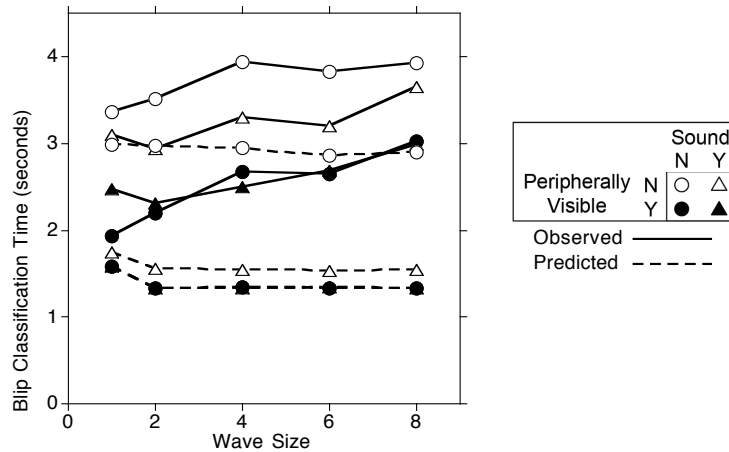 4
3
2
1
0
Blip Classification Time (seconds)
0 2 4 6 8
Wave Size
Sound
N Y
Peripherally N
Visible Y
Observed
Predicted